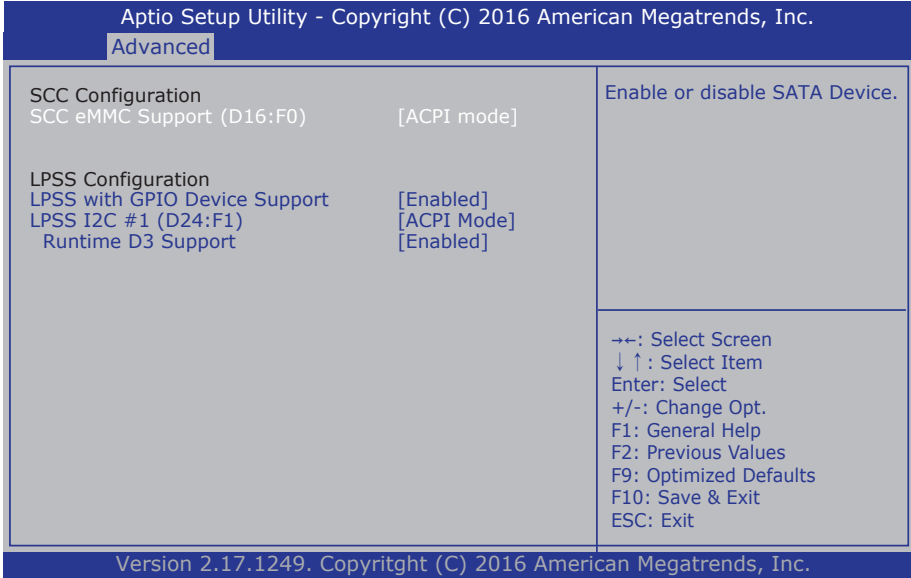 Aptio Setup Utility - Copyright (C) 2016 American Megatrends, Inc.
Advanced
SCC Configuration
SCC eMMC Support (D16:F0) [ACPI mode]
LPSS Configuration
LPSS with GPIO Device Support [Enabled]
LPSS I2C #1 (D24:F1) [ACPI Mode]
Runtime D3 Support [Enabled]
Enable or disable SATA Device.
→←: Select Screen
↓↑: Select Item
Enter: Select
+/-: Change Opt.
F1: General Help
F2: Previous Values
F9: Optimized Defaults
F10: Save & Exit
ESC: Exit
Version 2.17.1249. Copyritght (C) 2016 American Megatrends, Inc.